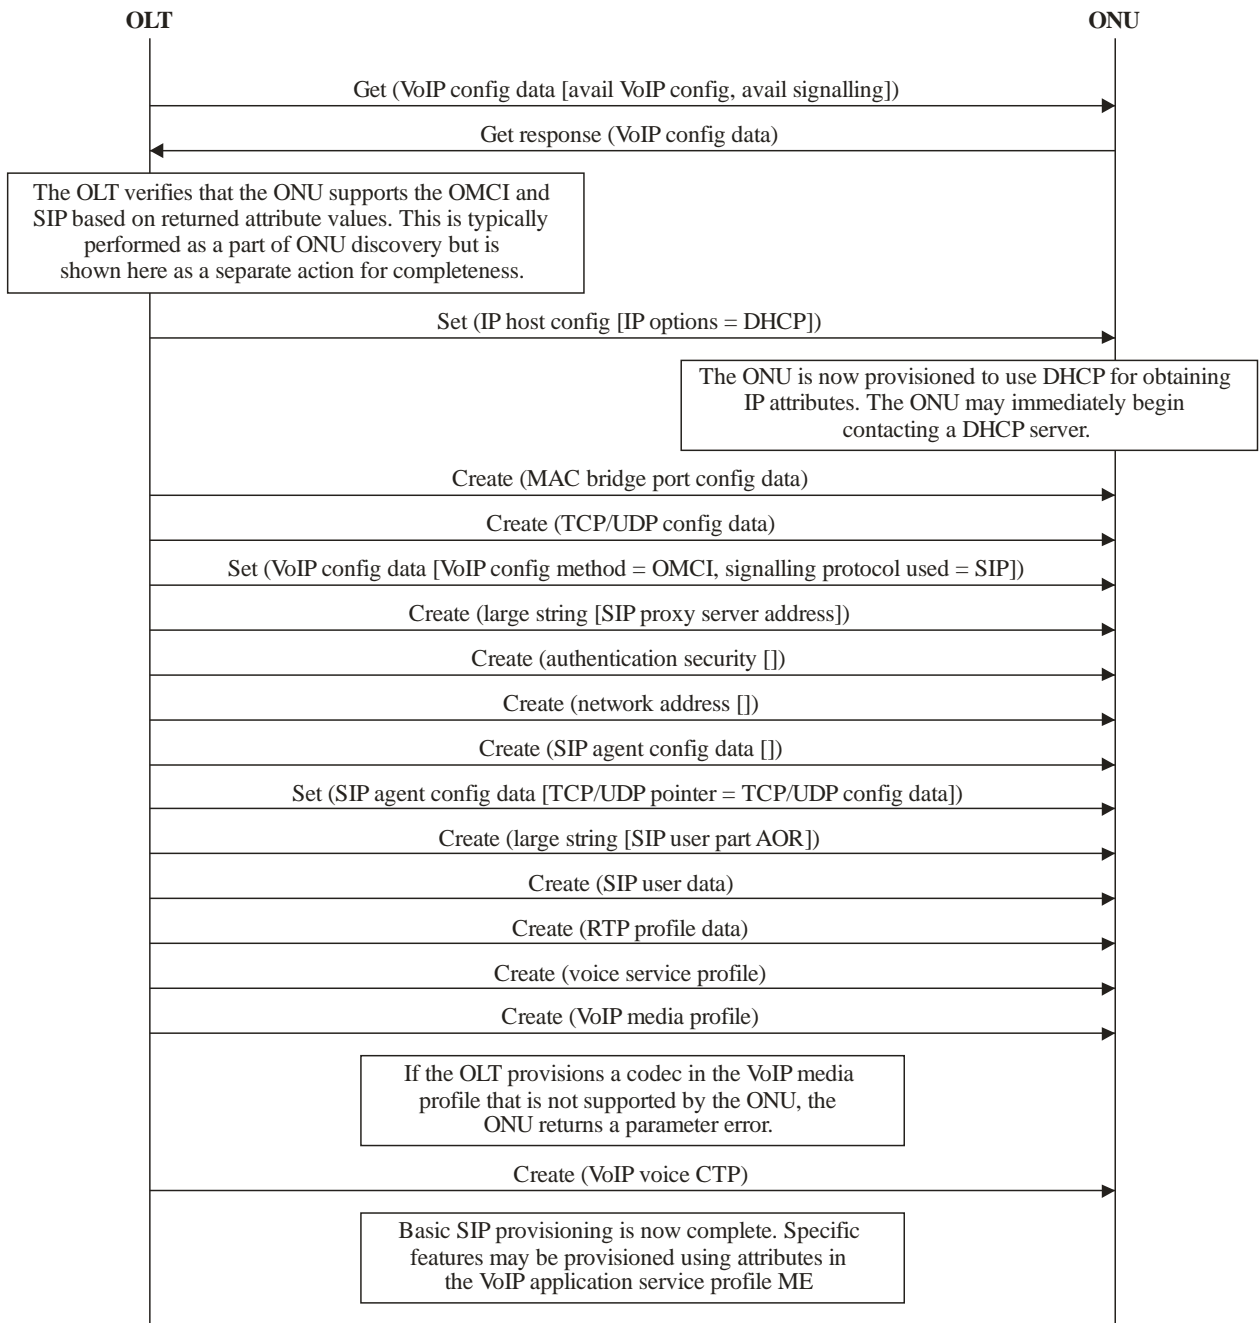 OLT
ONU
Get (VoIP config data [avail VoIP config, avail signalling])
Get response (VoIP config data)
The OLT verifies that the ONU supports the OMCI and
SIP based on returned attribute values. This is typically
performed as a part of ONU discovery but is
shown here as a separate action for completeness.
Set (IP host config [IP options = DHCP])
The ONU is now provisioned to use DHCP for obtaining
IP attributes. The ONU may immediately begin
contacting a DHCP server.
Create (MAC bridge port config data)
Create (TCP/UDP config data)
Set (VoIP config data [VoIP config method = OMCI, signalling protocol used = SIP])
Create (large string [SIP proxy server address])
Create (authentication security [])
Create (network address [])
Create (SIP agent config data [])
Set (SIP agent config data [TCP/UDP pointer = TCP/UDP config data])
Create (large string [SIP user part AOR])
Create (SIP user data)
Create (RTP profile data)
Create (voice service profile)
Create (VoIP media profile)
If the OLT provisions a codec in the VoIP media
profile that is not supported by the ONU, the
ONU returns a parameter error.
Create (VoIP voice CTP)
Basic SIP provisioning is now complete. Specific
features may be provisioned using attributes in
the VoIP application service profile ME